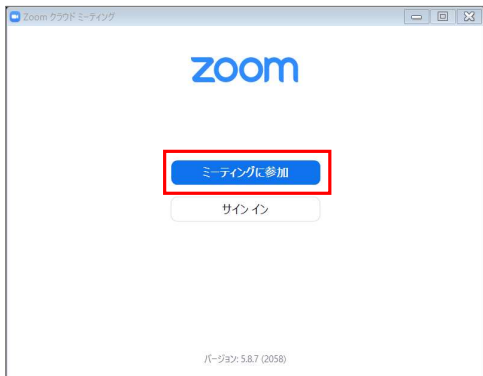 Zoom クラウド ミーティング
zoom
ミーティングに参加
サイン イン
バージョン: 5.8.7 (2058)